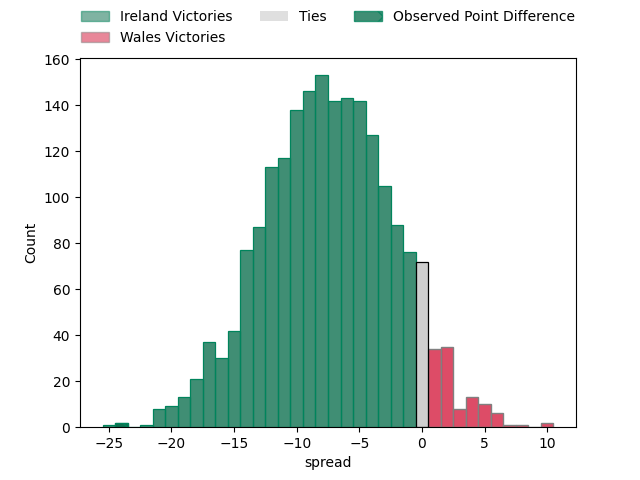 Ireland Victories
Wales Victories
Ties
Observed Point Difference
160
140
120
100
80
60
40
20
0
Count
−25 −20 −15 −10 −5 0 5 10
spread